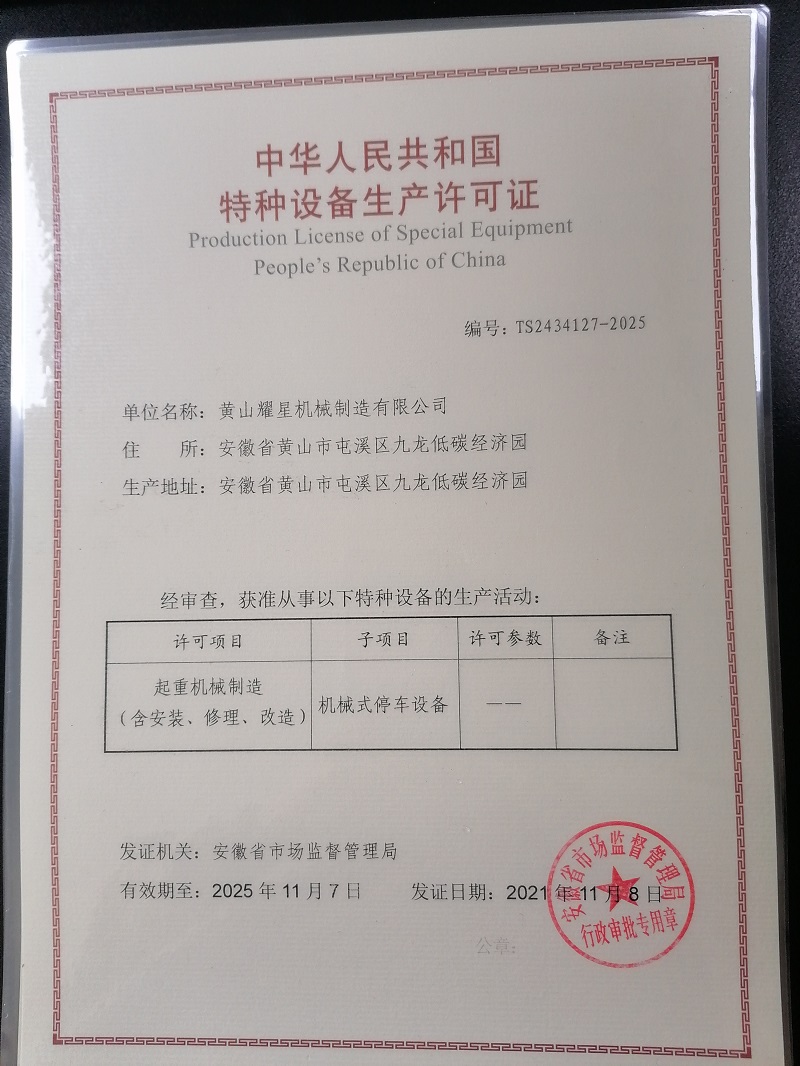 中华人民共和国
特种设备生产许可证
Production License of Special Equipment
People's Republic of China
编号：TS2434127-2025
单位名称：黄山耀星机械制造有限公司
住　　所：安徽省黄山市屯溪区九龙低碳经济园
生产地址：安徽省黄山市屯溪区九龙低碳经济园
经审查，获准从事以下特种设备的生产活动：
许可项目 子项目 许可参数 备注
起重机械制造
（含安装、修理、改造） 机械式停车设备 ——
发证机关：安徽省市场监督管理局
有效期至：2025 年 11 月 7 日 发证日期：2021 年 11 月 8 日
公章：
安徽省市场监督管理局
行政审批专用章